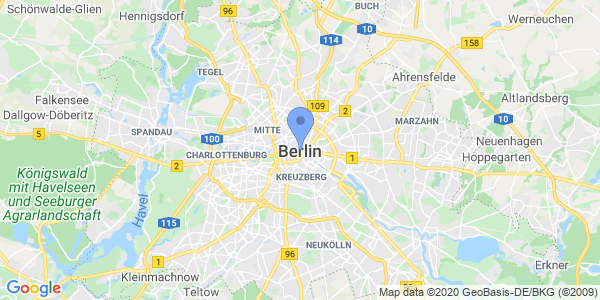 Schönwalde-Glien
Hennigsdorf
96
BUCH
10
Werneuchen
114
158
TEGEL
Ahrensfelde
Falkensee
Dallgow-Döberitz
109
2
Altlandsberg
5
SPANDAU
100
MITTE
MARZAHN
10
Neuenhagen
Hoppegarten
CHARLOTTENBURG
Berlin
1
2
Königswald
mit Havelseen
und Seeburger
Agrarlandschaft
KREUZBERG
Havel
115
NEUKÖLLN
96
1
Kleinmachnow
Teltow
Erkner
Google
Map data ©2020 GeoBasis-DE/BKG (©2009)